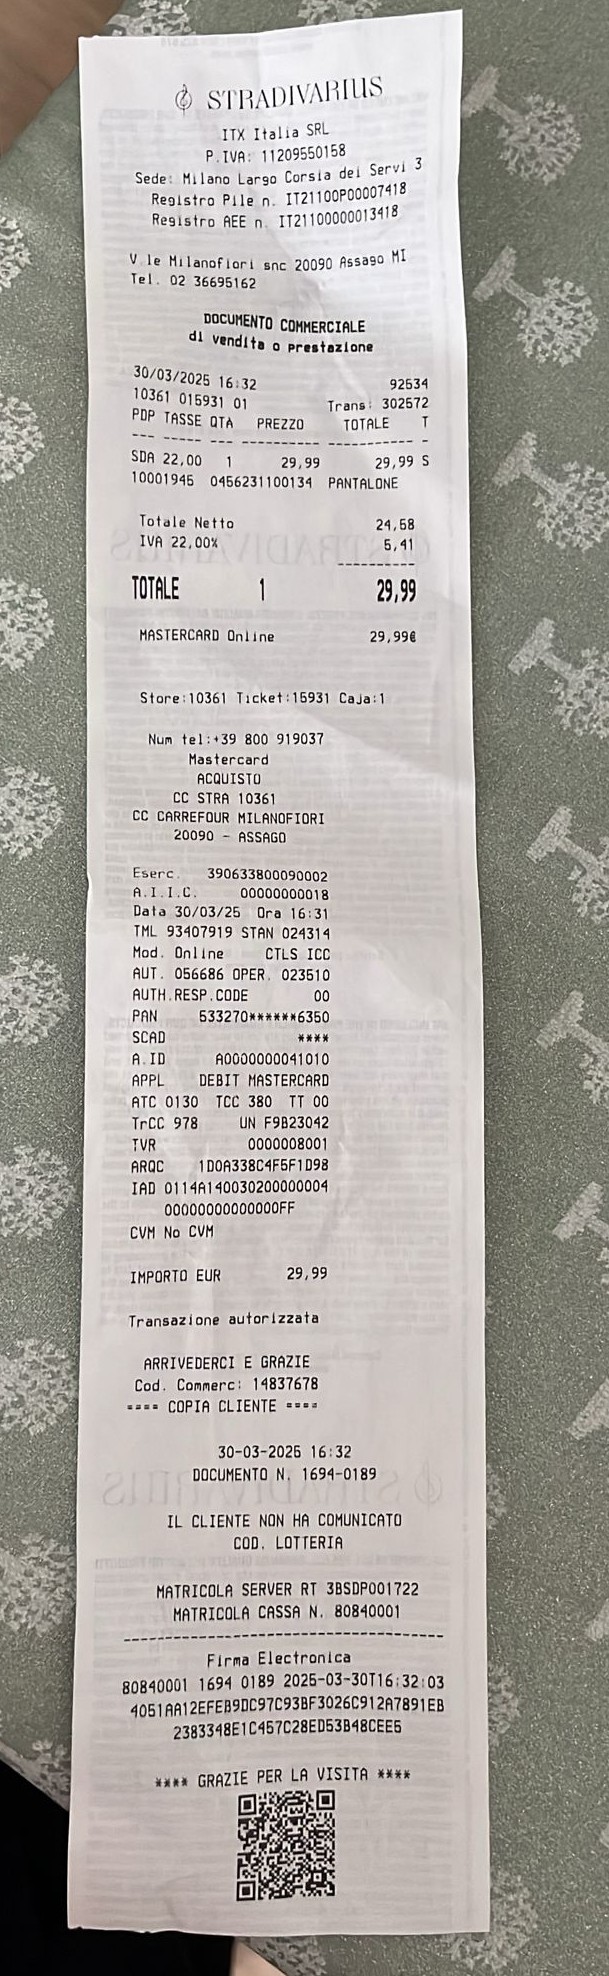 STRADIVARIUS
ITX Italia SRL
P.IVA: 11209550158
Sede: Milano Largo Corsia dei Servi 3
Registro Pile n. IT21100P00007418
Registro AEE n. IT21100000013418
V le Milanofiori snc 20090 Assago MI
Tel. 02 36695162
DOCUMENTO COMMERCIALE
di vendita o prestazione
30/03/2025 16:32 92534
10361 015931 01 Trans: 302572
PDP TASSE QTA PREZZO TOTALE T
--- ----- --- ---------- ---------- -
SDA 22,00 1 29,99 29,99 S
10001945 0456231100134 PANTALONE
Totale Netto 24,58
IVA 22,00% 5,41
----------
TOTALE 1 29,99
MASTERCARD Online 29,99€
Store:10361 Ticket:15931 Caja:1
Num tel:+39 800 919037
Mastercard
ACQUISTO
CC STRA 10361
CC CARREFOUR MILANOFIORI
20090 - ASSAGO
Eserc. 390633800090002
A.I.I.C. 00000000018
Data 30/03/25 Ora 16:31
TML 93407919 STAN 024314
Mod. Online CTLS ICC
AUT. 056686 OPER. 023510
AUTH.RESP.CODE 00
PAN 533270******6350
SCAD ****
A.ID A0000000041010
APPL DEBIT MASTERCARD
ATC 0130 TCC 380 TT 00
TrCC 978 UN F9B23042
TVR 0000008001
ARQC 1D0A338C4F5F1D98
IAD 0114A140030200000004
00000000000000FF
CVM No CVM
IMPORTO EUR 29,99
Transazione autorizzata
ARRIVEDERCI E GRAZIE
Cod. Commerc: 14837678
==== COPIA CLIENTE ====
30-03-2025 16:32
DOCUMENTO N. 1694-0189
IL CLIENTE NON HA COMUNICATO
COD. LOTTERIA
MATRICOLA SERVER RT 3BSDP001722
MATRICOLA CASSA N. 80840001
--------------------------------------
Firma Electronica
80840001 1694 0189 2025-03-30T16:32:03
4051AA12EFEB9DC97C93BF3026C912A7891EB
2383348E1C457C28ED53B48CEE5
**** GRAZIE PER LA VISITA ****